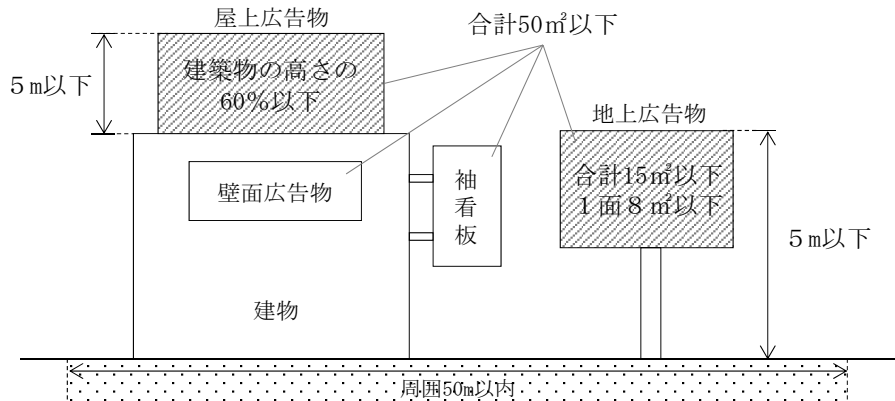 屋上広告物
合計50㎡以下
5m以下
建築物の高さの
60%以下
地上広告物
壁面広告物
袖看板
合計15㎡以下
1面8㎡以下
5m以下
建物
周囲50m以内